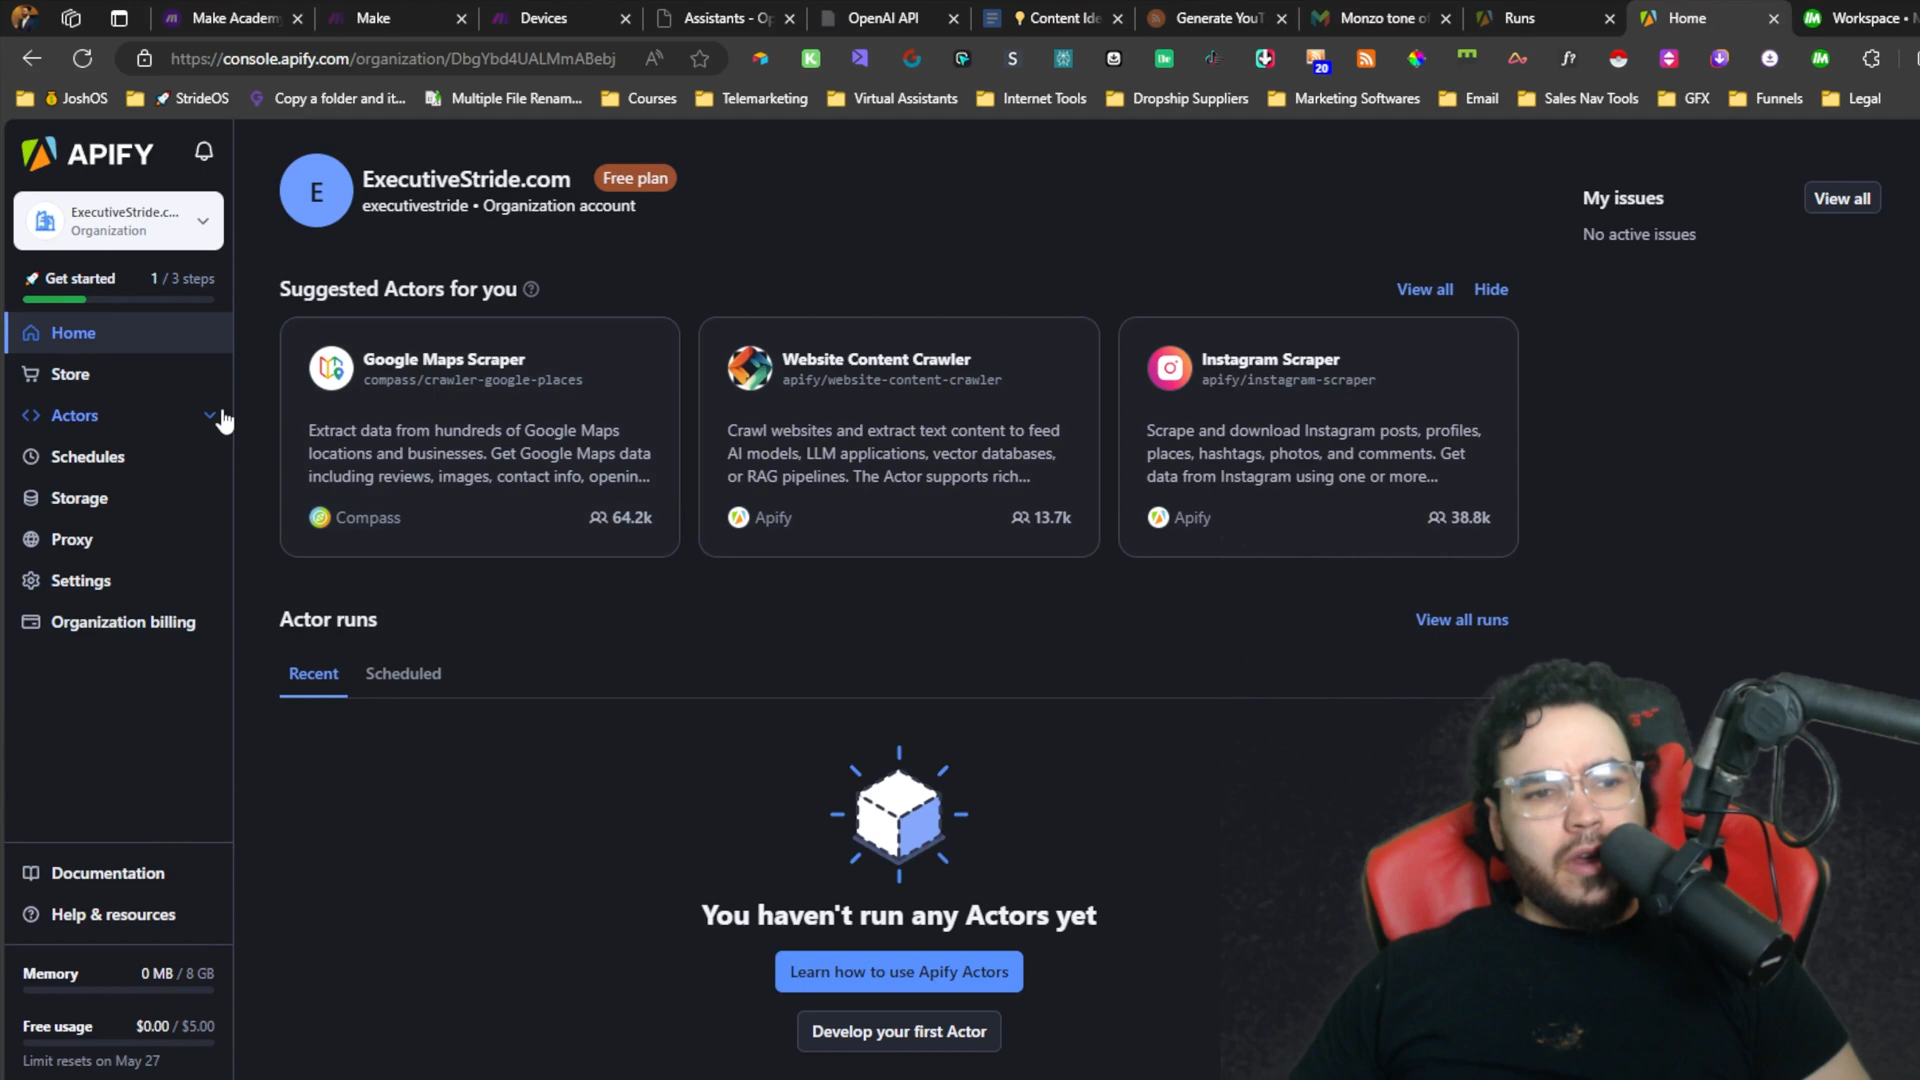 Make Academy
Make
Devices
Assistants - Op
OpenAI API
Content Ide
Generate YouT
Monzo tone of
Runs
Home
Workspace •
https://console.apify.com/organization/DbgYbd4UALMmABebj
20
JoshOS
StrideOS
Copy a folder and it...
Multiple File Renam...
Courses
Telemarketing
Virtual Assistants
Internet Tools
Dropship Suppliers
Marketing Softwares
Email
Sales Nav Tools
GFX
Funnels
Legal
APIFY
ExecutiveStride.c...
Organization
Get started 1 / 3 steps
Home
Store
Actors
Schedules
Storage
Proxy
Settings
Organization billing
Documentation
Help & resources
Memory 0 MB / 8 GB
Free usage $0.00 / $5.00
Limit resets on May 27
E
ExecutiveStride.com Free plan
executivestride • Organization account
My issues View all
No active issues
Suggested Actors for you View all Hide
Google Maps Scraper
compass/crawler-google-places
Extract data from hundreds of Google Maps
locations and businesses. Get Google Maps data
including reviews, images, contact info, openin...
Compass 64.2k
Website Content Crawler
apify/website-content-crawler
Crawl websites and extract text content to feed
AI models, LLM applications, vector databases,
or RAG pipelines. The Actor supports rich...
Apify 13.7k
Instagram Scraper
apify/instagram-scraper
Scrape and download Instagram posts, profiles,
places, hashtags, photos, and comments. Get
data from Instagram using one or more...
Apify 38.8k
Actor runs View all runs
Recent Scheduled
You haven't run any Actors yet
Learn how to use Apify Actors
Develop your first Actor